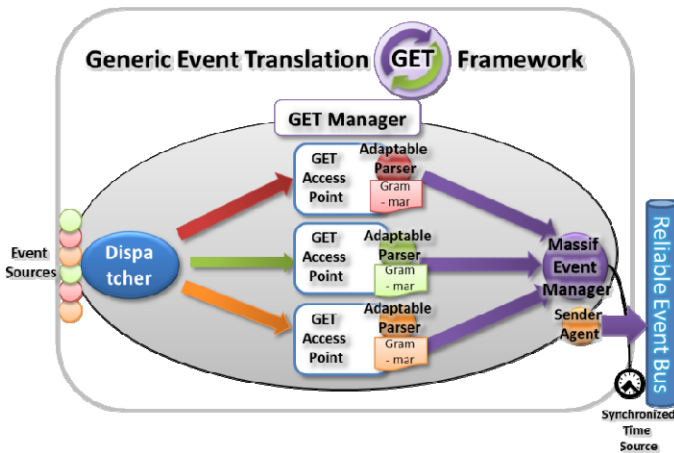 Generic Event Translation GET Framework
GET Manager
GET
Access
Point
Adaptable
Parser
Gram
- mar
Event
Sources
Dispa
tcher
GET
Access
Point
Adaptable
Parser
Gram
- mar
GET
Access
Point
Adaptable
Parser
Gram
- mar
Massif
Event
Manager
Sender
Agent
Reliable Event Bus
Synchronized
Time
Source